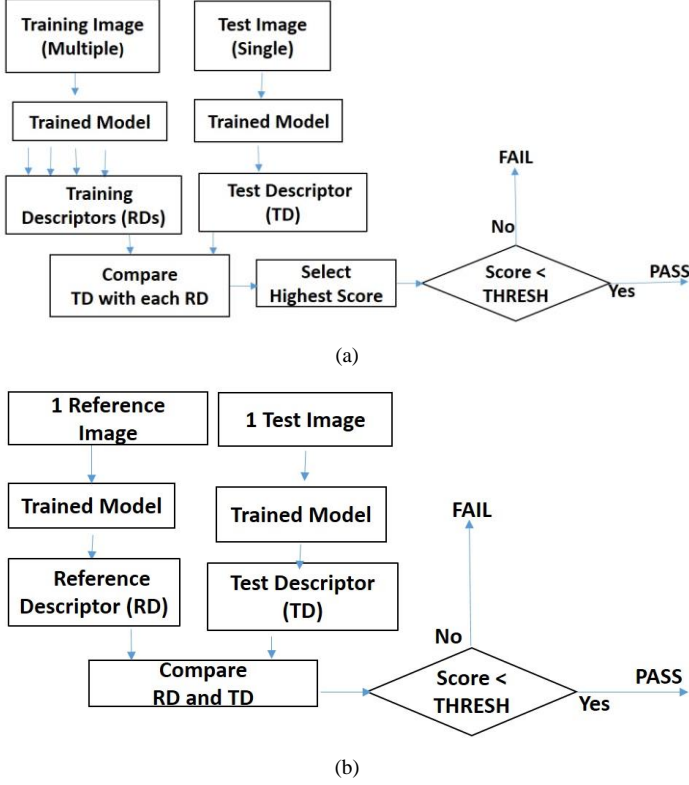 Training Image
(Multiple)
Test Image
(Single)
Trained Model
Trained Model
Training
Descriptors (RDs)
Test Descriptor
(TD)
Compare
TD with each RD
Select
Highest Score
Score <
THRESH
FAIL
No
Yes
PASS
(a)
1 Reference
Image
1 Test Image
Trained Model
Trained Model
Reference
Descriptor (RD)
Test Descriptor
(TD)
Compare
RD and TD
Score <
THRESH
FAIL
No
Yes
PASS
(b)